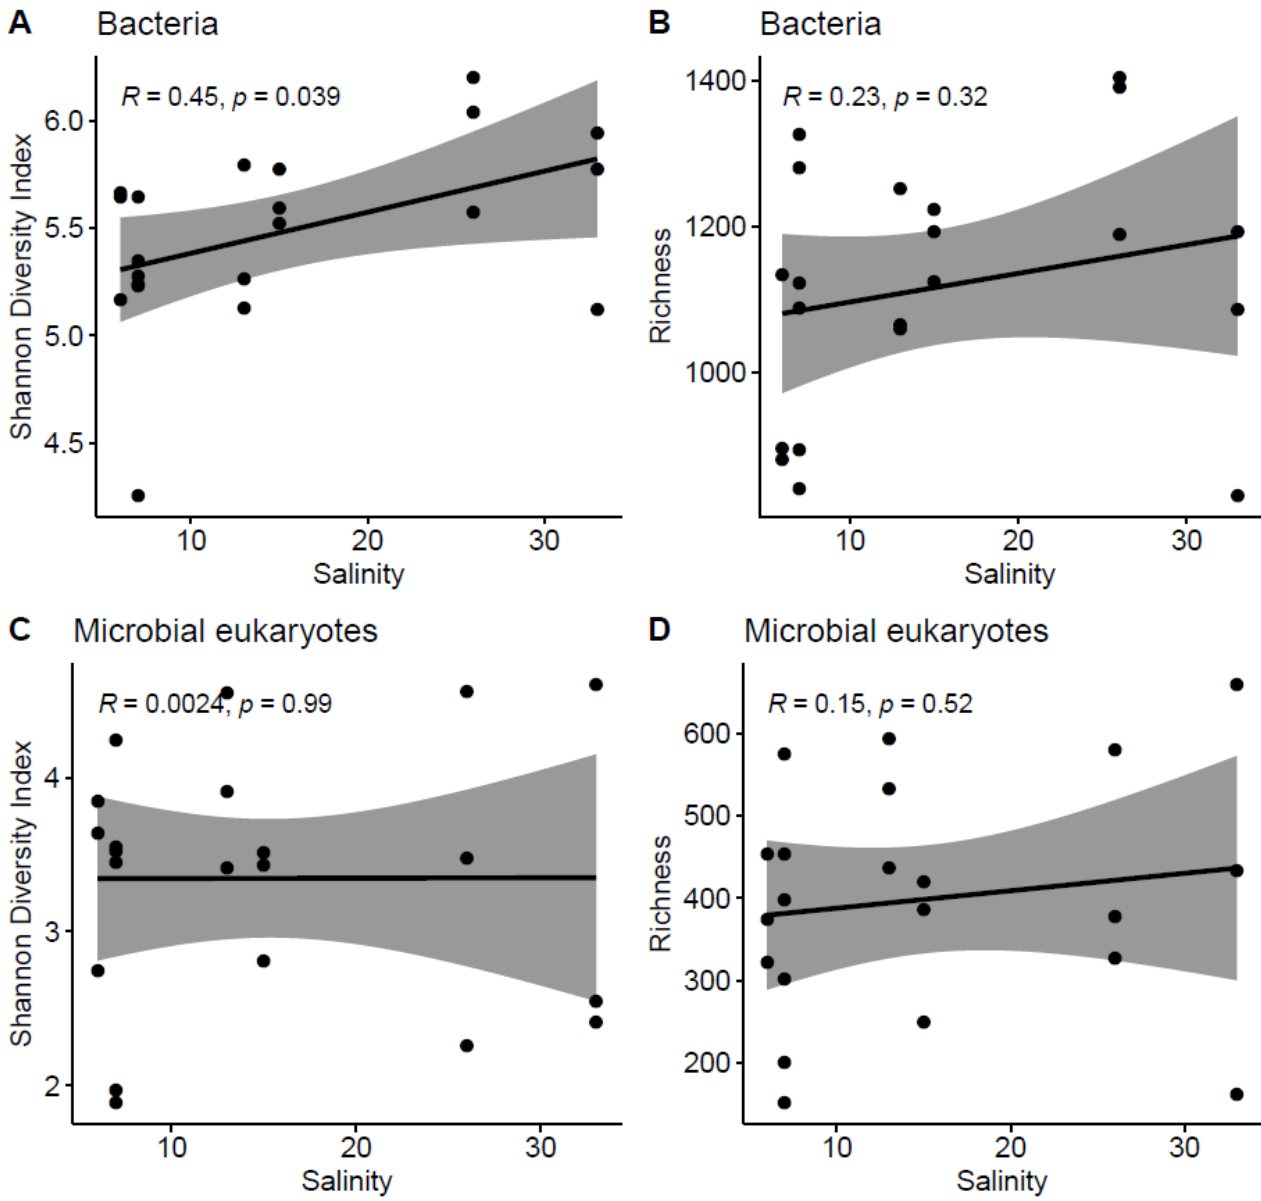 A Bacteria
R = 0.45, p = 0.039
Shannon Diversity Index
6.0
5.5
5.0
4.5
10 20 30
Salinity
B Bacteria
R = 0.23, p = 0.32
Richness
1400
1200
1000
10 20 30
Salinity
C Microbial eukaryotes
R = 0.0024, p = 0.99
Shannon Diversity Index
4
3
2
10 20 30
Salinity
D Microbial eukaryotes
R = 0.15, p = 0.52
Richness
600
500
400
300
200
10 20 30
Salinity